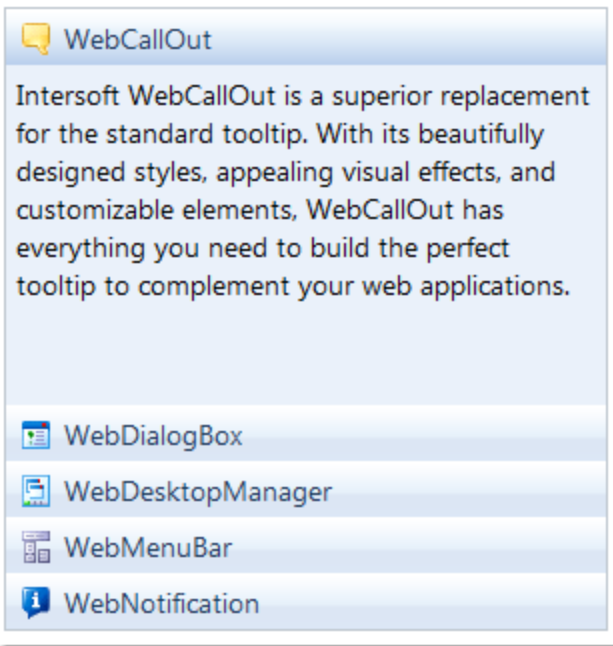 WebCallOut
Intersoft WebCallOut is a superior replacement
for the standard tooltip. With its beautifully
designed styles, appealing visual effects, and
customizable elements, WebCallOut has
everything you need to build the perfect
tooltip to complement your web applications.
WebDialogBox
WebDesktopManager
WebMenuBar
WebNotification